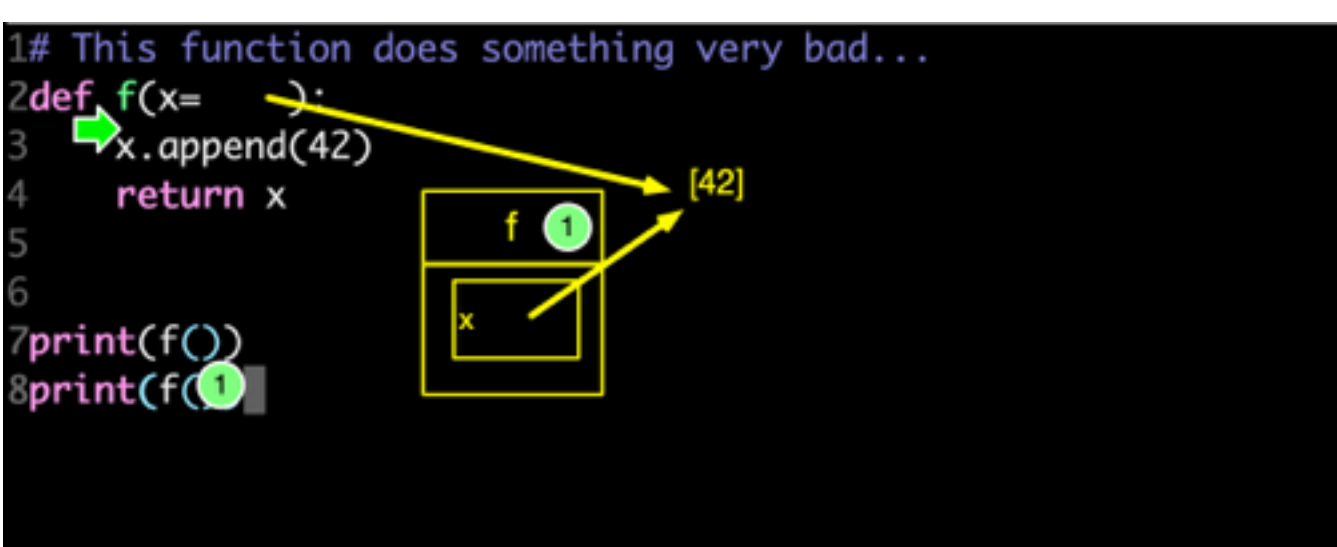 1# This function does something very bad...
2def f(x=    ):
3    x.append(42)
4    return x
5
6
7print(f())
8print(f(
1
[42]
f 1
x